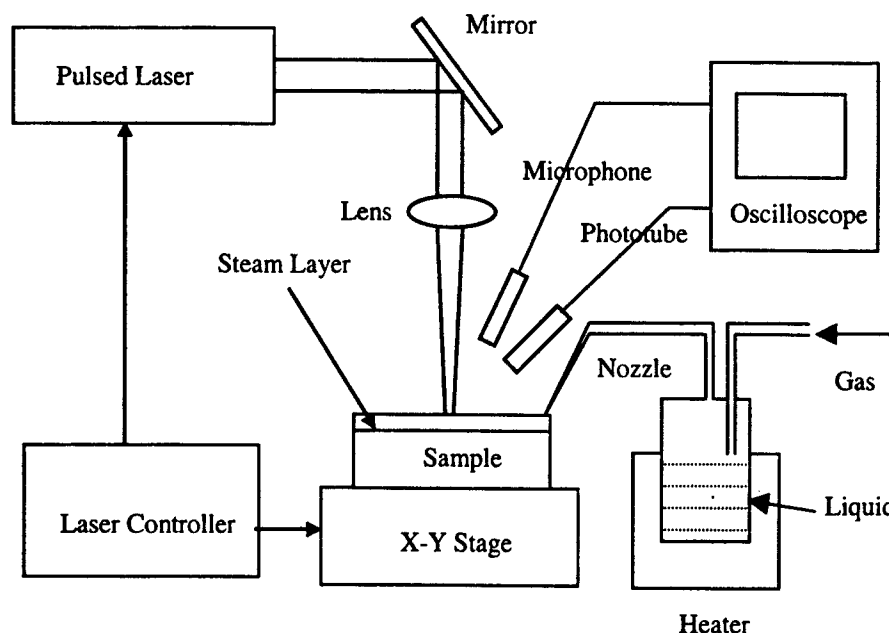 Mirror
Pulsed Laser
Microphone
Lens
Oscilloscope
Phototube
Steam Layer
Nozzle
Gas
Sample
Liquid
Laser Controller
X-Y Stage
Heater